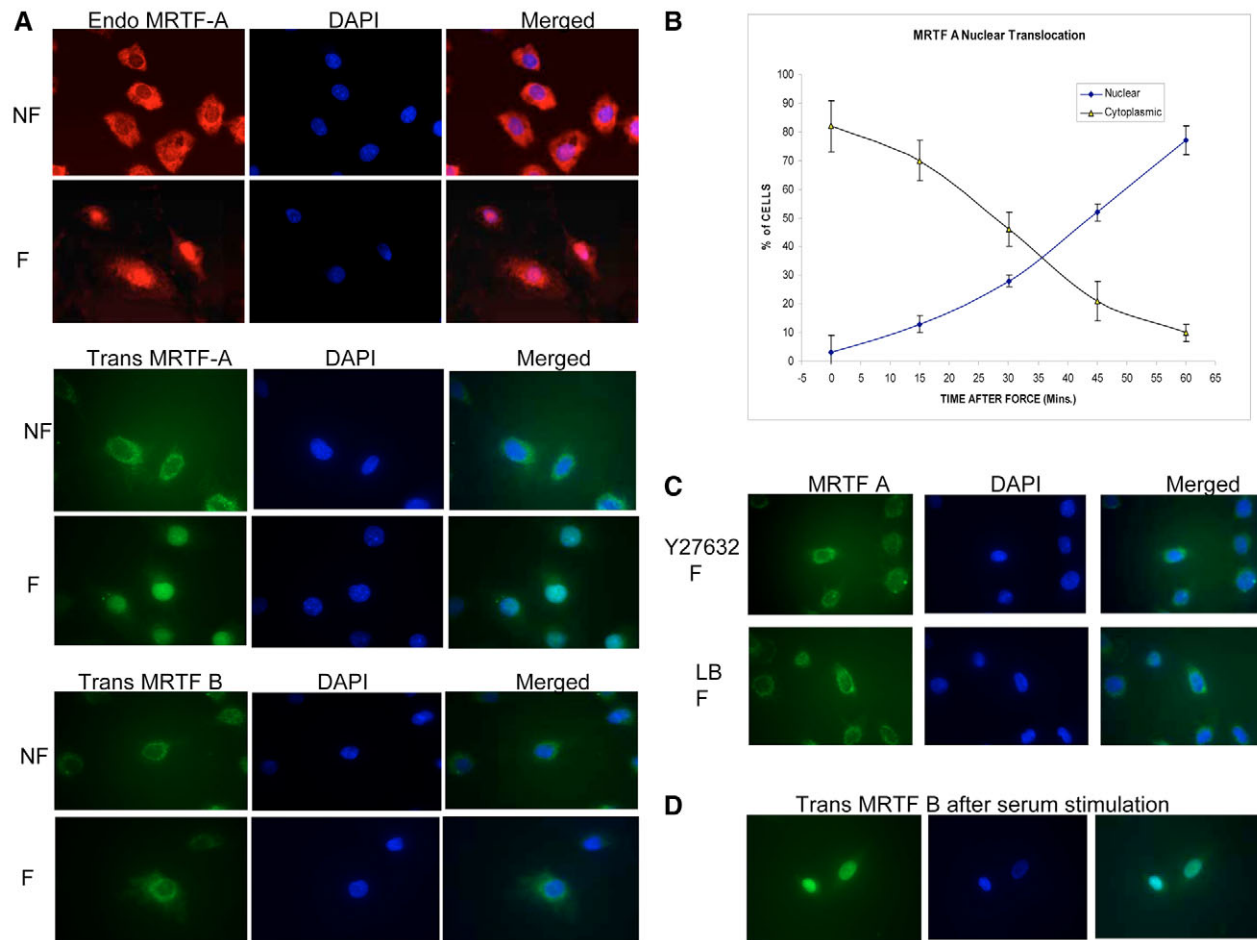 A
Endo MRTF-A DAPI Merged
NF
F
Trans MRTF-A DAPI Merged
NF
F
Trans MRTF B DAPI Merged
NF
F
B
MRTF A Nuclear Translocation
Nuclear
Cytoplasmic
% of CELLS
100
90
80
70
60
50
40
30
20
10
0
-5 0 5 10 15 20 25 30 35 40 45 50 55 60 65
TIME AFTER FORCE (Mins.)
C
MRTF A DAPI Merged
Y27632
F
LB
F
D
Trans MRTF B after serum stimulation